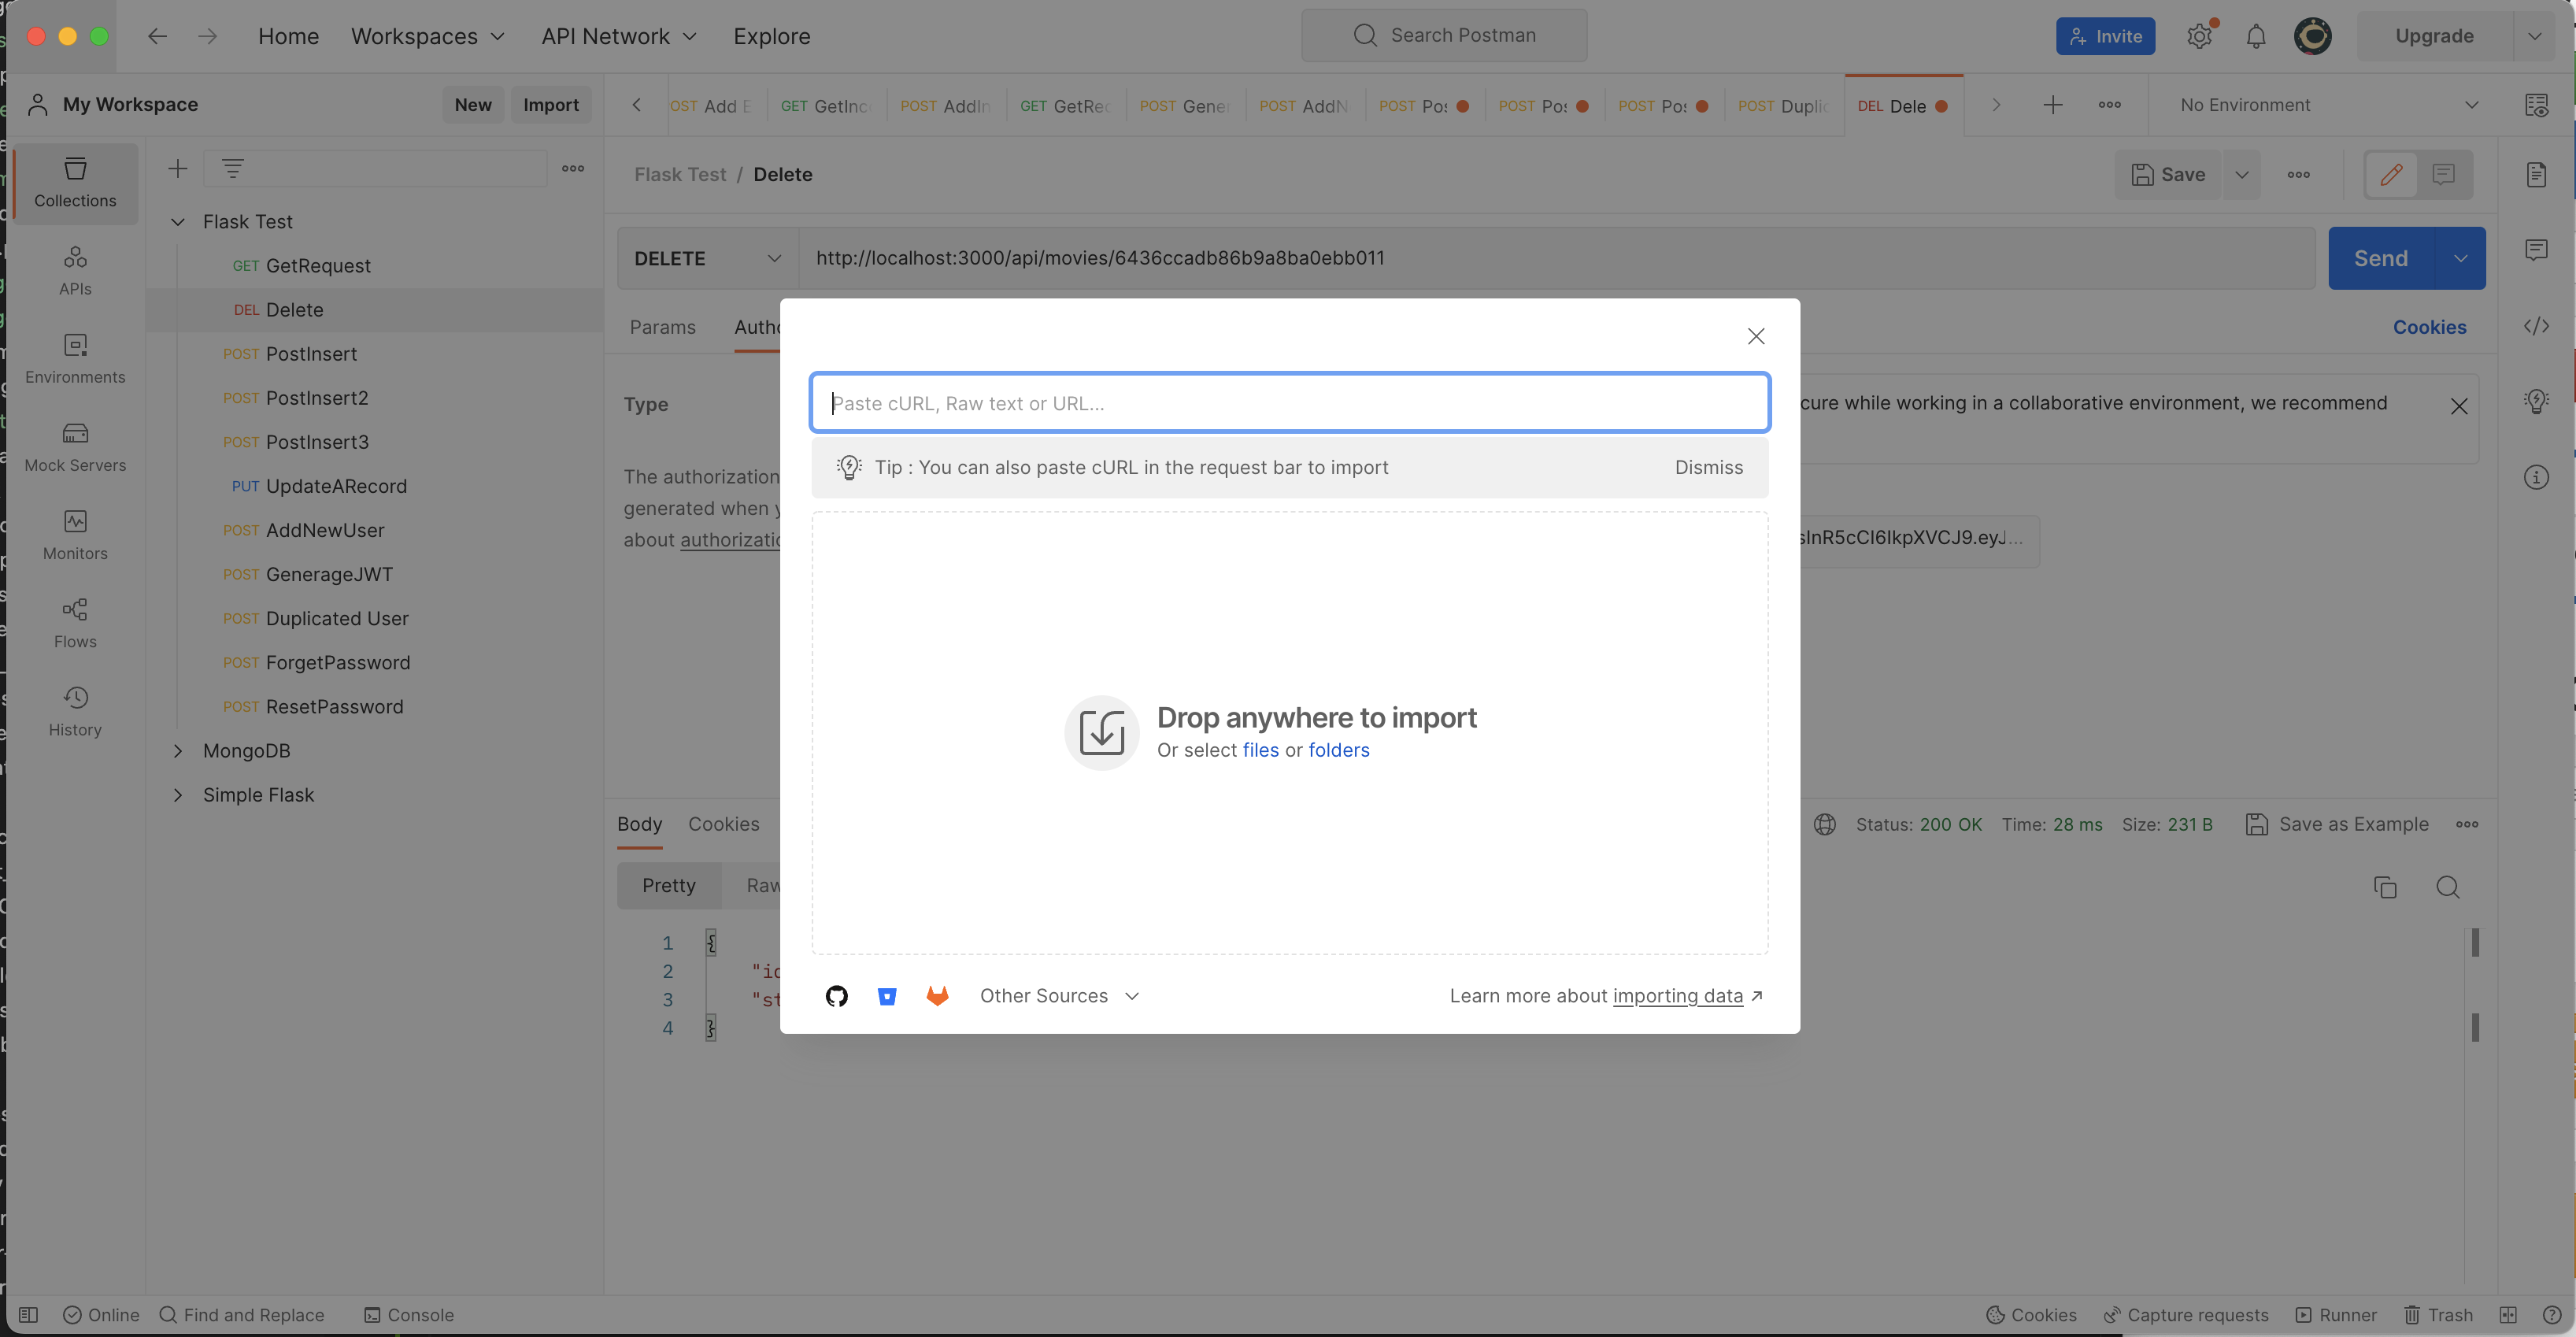 Home
Workspaces
API Network
Explore
Search Postman
Invite
Upgrade
My Workspace
New
Import
OST Add E
GET GetInc
POST AddIn
GET GetRec
POST Gene
POST AddN
POST Pos
POST Pos
POST Pos
POST Duplic
DEL Dele
No Environment
Collections
APIs
Environments
Mock Servers
Monitors
Flows
History
Flask Test
GET GetRequest
DEL Delete
POST PostInsert
POST PostInsert2
POST PostInsert3
PUT UpdateARecord
POST AddNewUser
POST GenerageJWT
POST Duplicated User
POST ForgetPassword
POST ResetPassword
MongoDB
Simple Flask
Flask Test / Delete
Save
DELETE
http://localhost:3000/api/movies/6436ccadb86b9a8ba0ebb011
Send
Params
Autho
Cookies
Type
cure while working in a collaborative environment, we recommend
The authorization
generated when y
about authorizatio
Paste cURL, Raw text or URL...
Tip : You can also paste cURL in the request bar to import
Dismiss
Drop anywhere to import
Or select files or folders
Other Sources
Learn more about importing data
Body
Cookies
Status: 200 OK
Time: 28 ms
Size: 231 B
Save as Example
Pretty
Raw
1 {
2 "id
3 "st
4 }
Online
Find and Replace
Console
Cookies
Capture requests
Runner
Trash